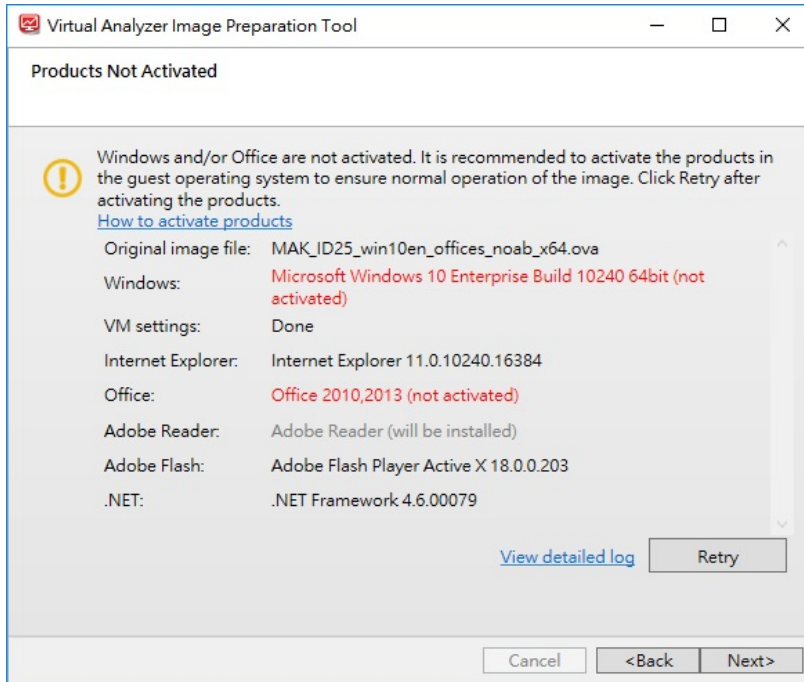 Virtual Analyzer Image Preparation Tool
Products Not Activated
Windows and/or Office are not activated. It is recommended to activate the products in
the guest operating system to ensure normal operation of the image. Click Retry after
activating the products.
How to activate products
Original image file: MAK_ID25_win10en_offices_noab_x64.ova
Windows: Microsoft Windows 10 Enterprise Build 10240 64bit (not
activated)
VM settings: Done
Internet Explorer: Internet Explorer 11.0.10240.16384
Office: Office 2010,2013 (not activated)
Adobe Reader: Adobe Reader (will be installed)
Adobe Flash: Adobe Flash Player Active X 18.0.0.203
.NET: .NET Framework 4.6.00079
View detailed log Retry
Cancel <Back Next>